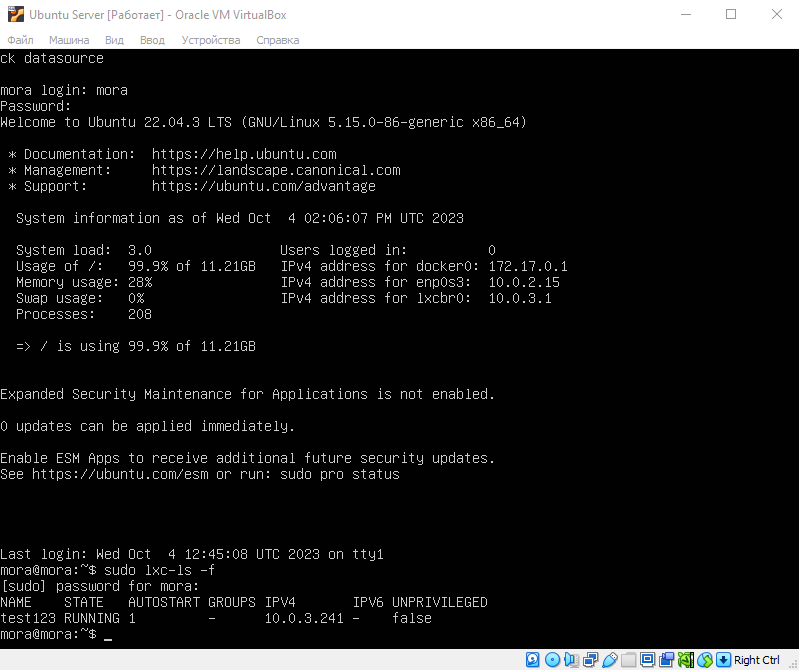 Ubuntu Server [Работает] - Oracle VM VirtualBox
Файл Машина Вид Ввод Устройства Справка
ck datasource
mora login: mora
Password:
Welcome to Ubuntu 22.04.3 LTS (GNU/Linux 5.15.0-86-generic x86_64)
* Documentation:  https://help.ubuntu.com
* Management:     https://landscape.canonical.com
* Support:        https://ubuntu.com/advantage
System information as of Wed Oct  4 02:06:07 PM UTC 2023
System load:  3.0                Users logged in:          0
Usage of /:   99.9% of 11.21GB   IPv4 address for docker0: 172.17.0.1
Memory usage: 28%                IPv4 address for enp0s3:  10.0.2.15
Swap usage:   0%                 IPv4 address for lxcbr0:  10.0.3.1
Processes:    208
=> / is using 99.9% of 11.21GB
Expanded Security Maintenance for Applications is not enabled.
0 updates can be applied immediately.
Enable ESM Apps to receive additional future security updates.
See https://ubuntu.com/esm or run: sudo pro status
Last login: Wed Oct  4 12:45:08 UTC 2023 on tty1
mora@mora:~$ sudo lxc-ls -f
[sudo] password for mora:
NAME    STATE   AUTOSTART GROUPS IPV4       IPV6 UNPRIVILEGED
test123 RUNNING 1         -      10.0.3.241 -    false
mora@mora:~$ _
Right Ctrl